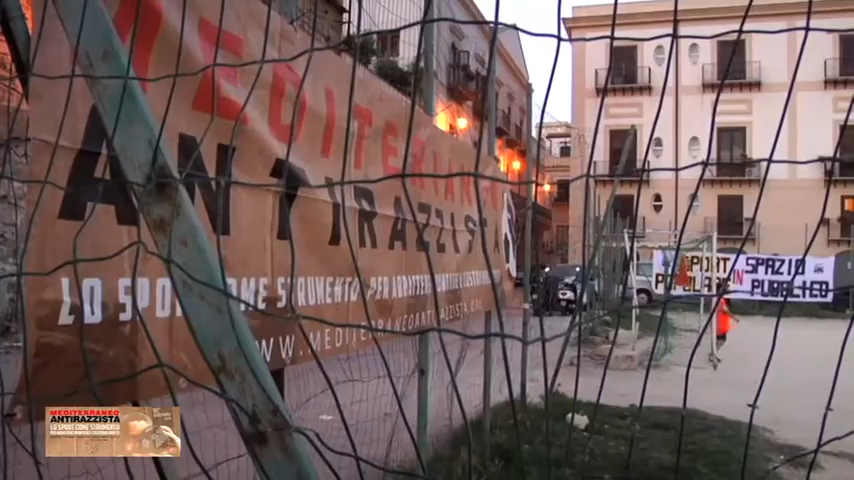 MEDITERRANEO
ANTIRAZZISTA
LO SPORT COME STRUMENTO PER ABBATTERE
WWW.MEDITERRANEOANTIRAZZISTA.ORG
SPORT IN SPAZIO
POPOLARE PUBBLICO
MEDITERRANEO
ANTIRAZZISTA
LO SPORT COME STRUMENTO